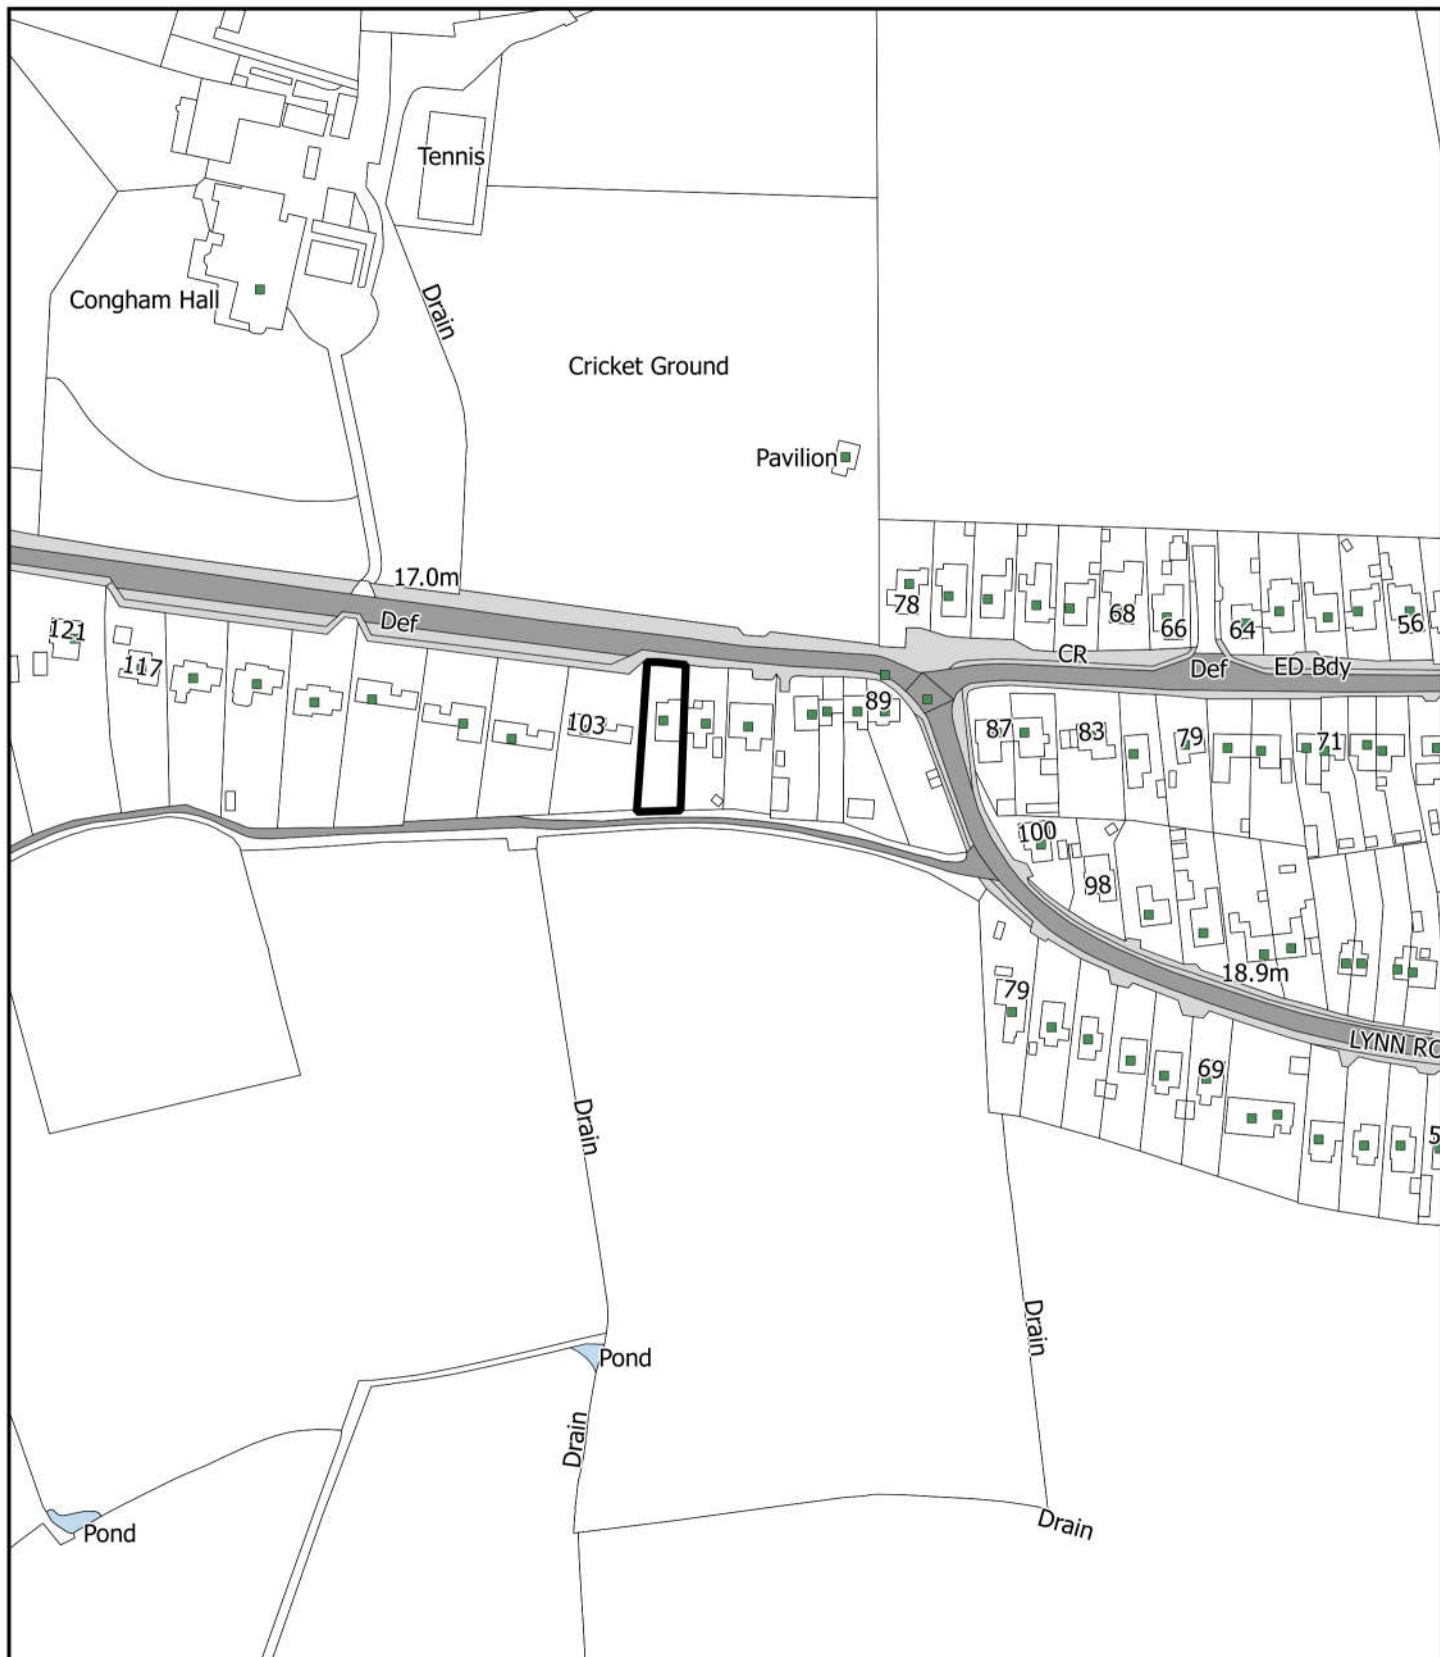 Tennis
Congham Hall
Drain
Cricket Ground
Pavilion
17.0m
Def
78
68
66
64
56
CR
Def
ED Bdy
121
117
103
89
87
83
79
71
100
98
79
18.9m
LYNN RO
69
5
Drain
Drain
Pond
Drain
Pond
Drain